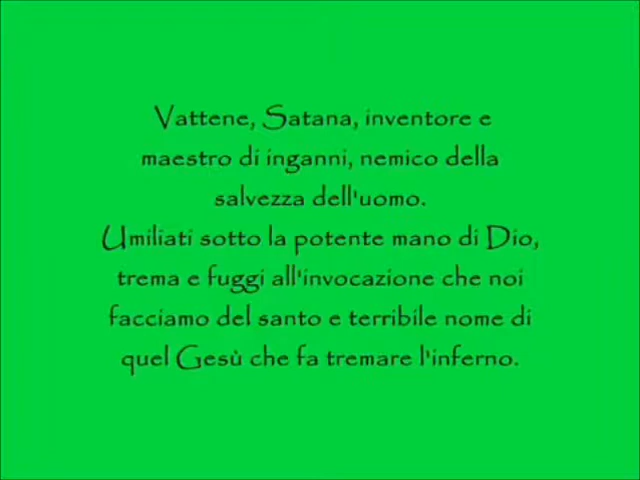 Vattene, Satana, inventore e
maestro di inganni, nemico della
salvezza dell'uomo.
Umiliati sotto la potente mano di Dio,
trema e fuggi all'invocazione che noi
facciamo del santo e terribile nome di
quel Gesù che fa tremare l'inferno.